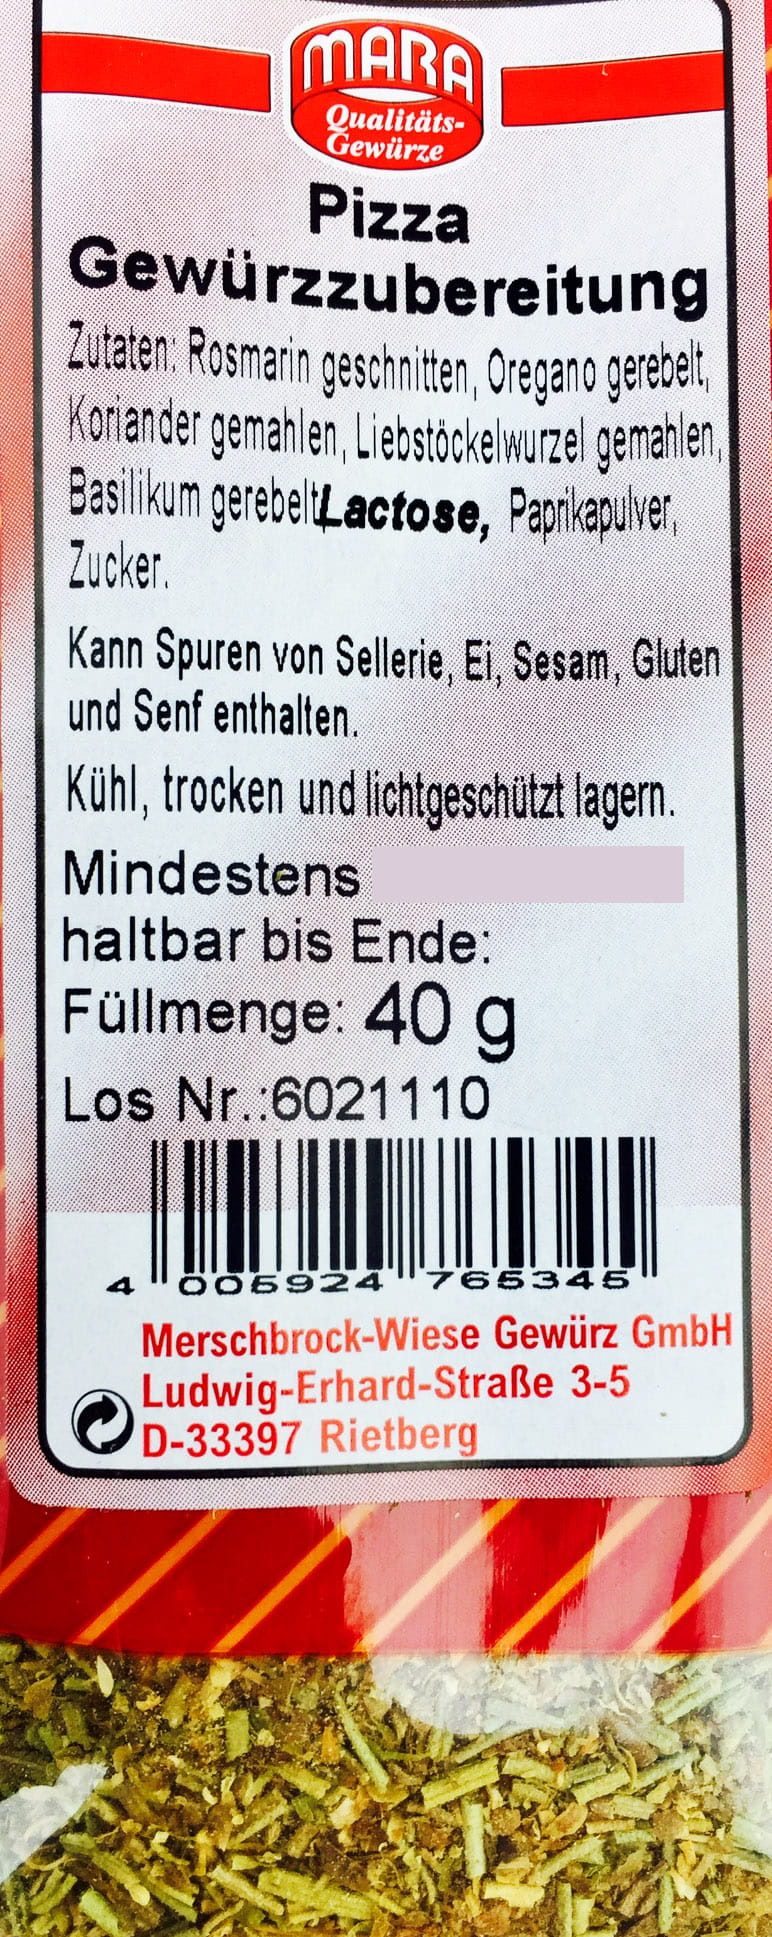 MARA
Qualitäts-
Gewürze
Pizza
Gewürzzubereitung
Zutaten: Rosmarin geschnitten, Oregano gerebelt,
Koriander gemahlen, Liebstöckelwurzel gemahlen,
Basilikum gerebelt Lactose, Paprikapulver,
Zucker.
Kann Spuren von Sellerie, Ei, Sesam, Gluten
und Senf enthalten.
Kühl, trocken und lichtgeschützt lagern.
Mindestens
haltbar bis Ende:
Füllmenge: 40 g
Los Nr.:6021110
4 005924 765345
Merschbrock-Wiese Gewürz GmbH
Ludwig-Erhard-Straße 3-5
D-33397 Rietberg